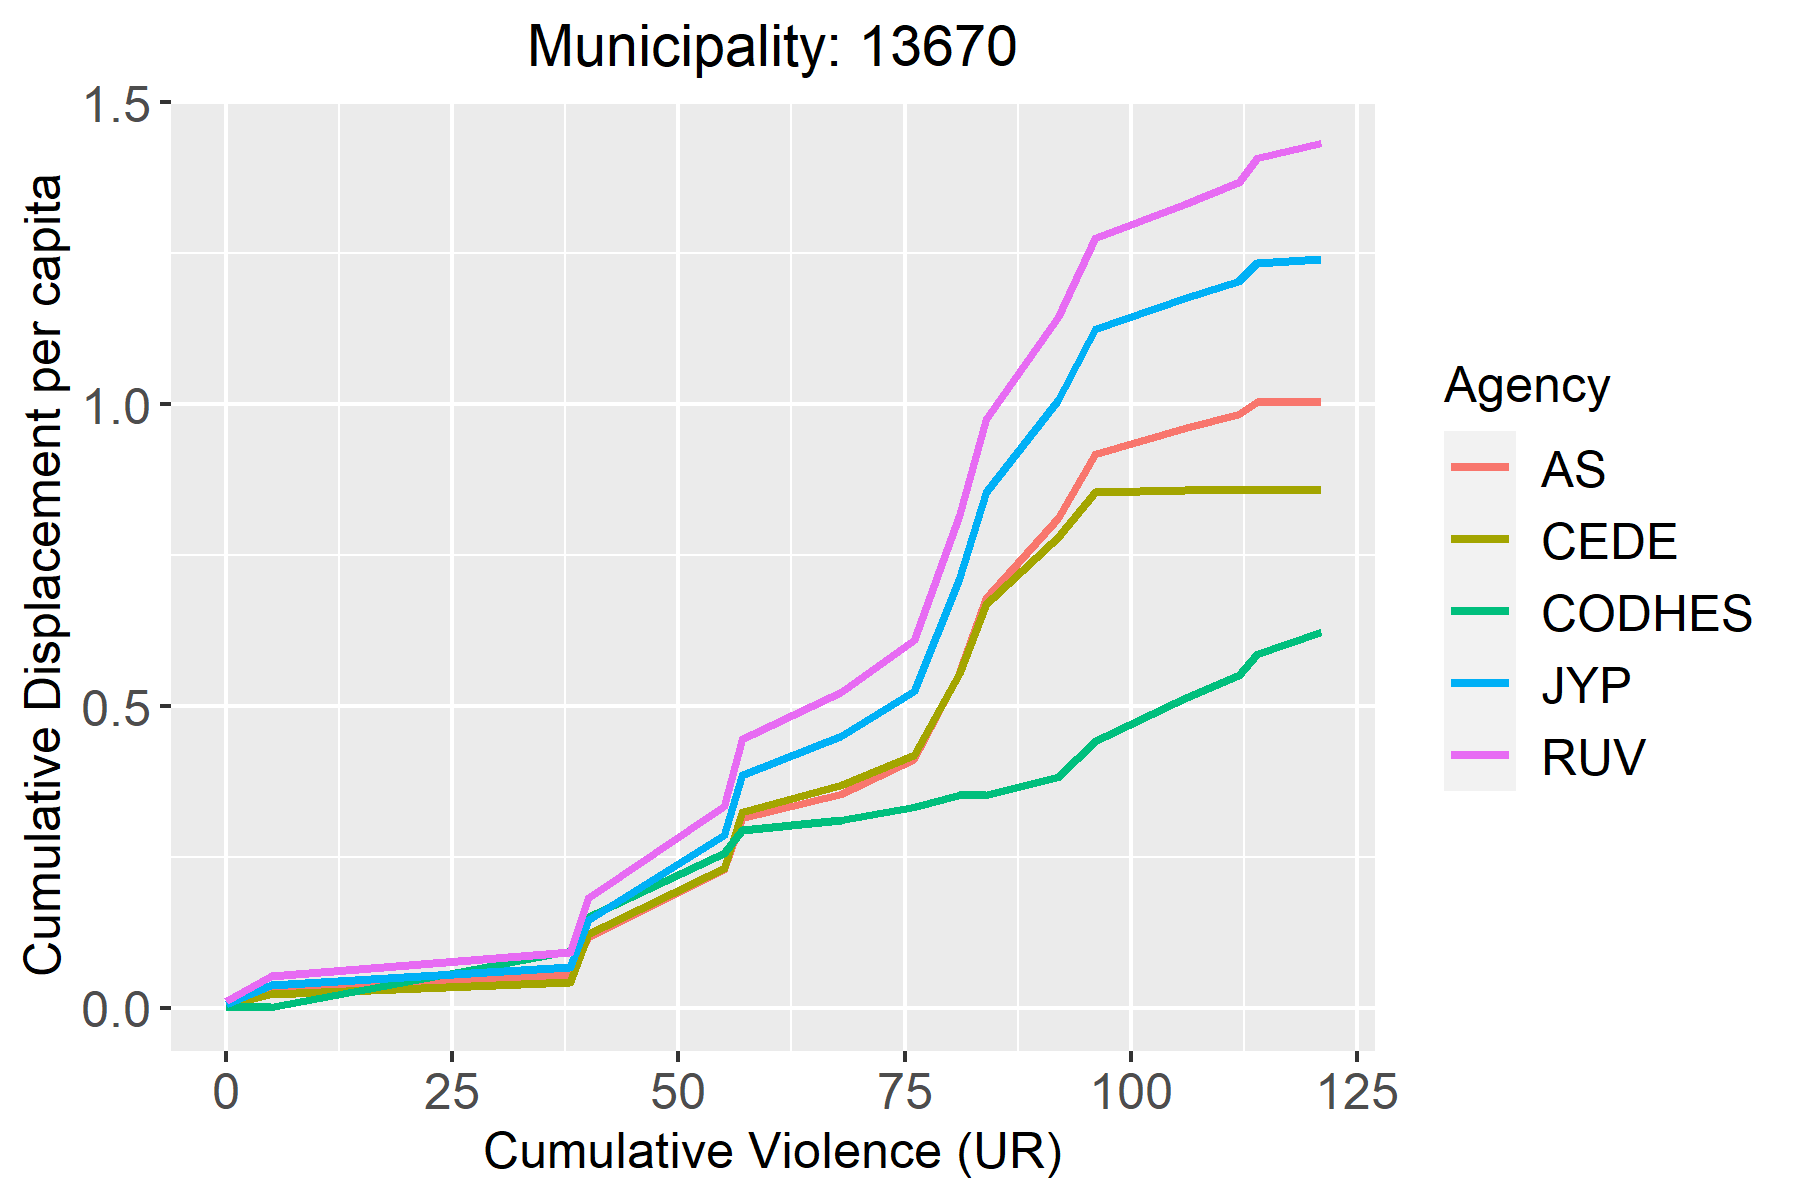 Municipality: 13670
Cumulative Displacement per capita
1.5
1.0
0.5
0.0
0 25 50 75 100 125
Cumulative Violence (UR)
Agency
AS
CEDE
CODHES
JYP
RUV